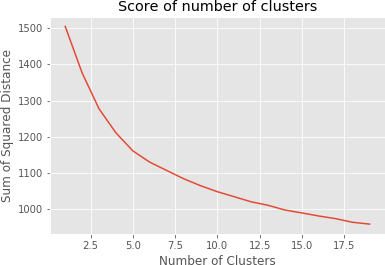 Score of number of clusters
1500
1400
1300
1200
1100
1000
Sum of Squared Distance
2.5 5.0 7.5 10.0 12.5 15.0 17.5
Number of Clusters